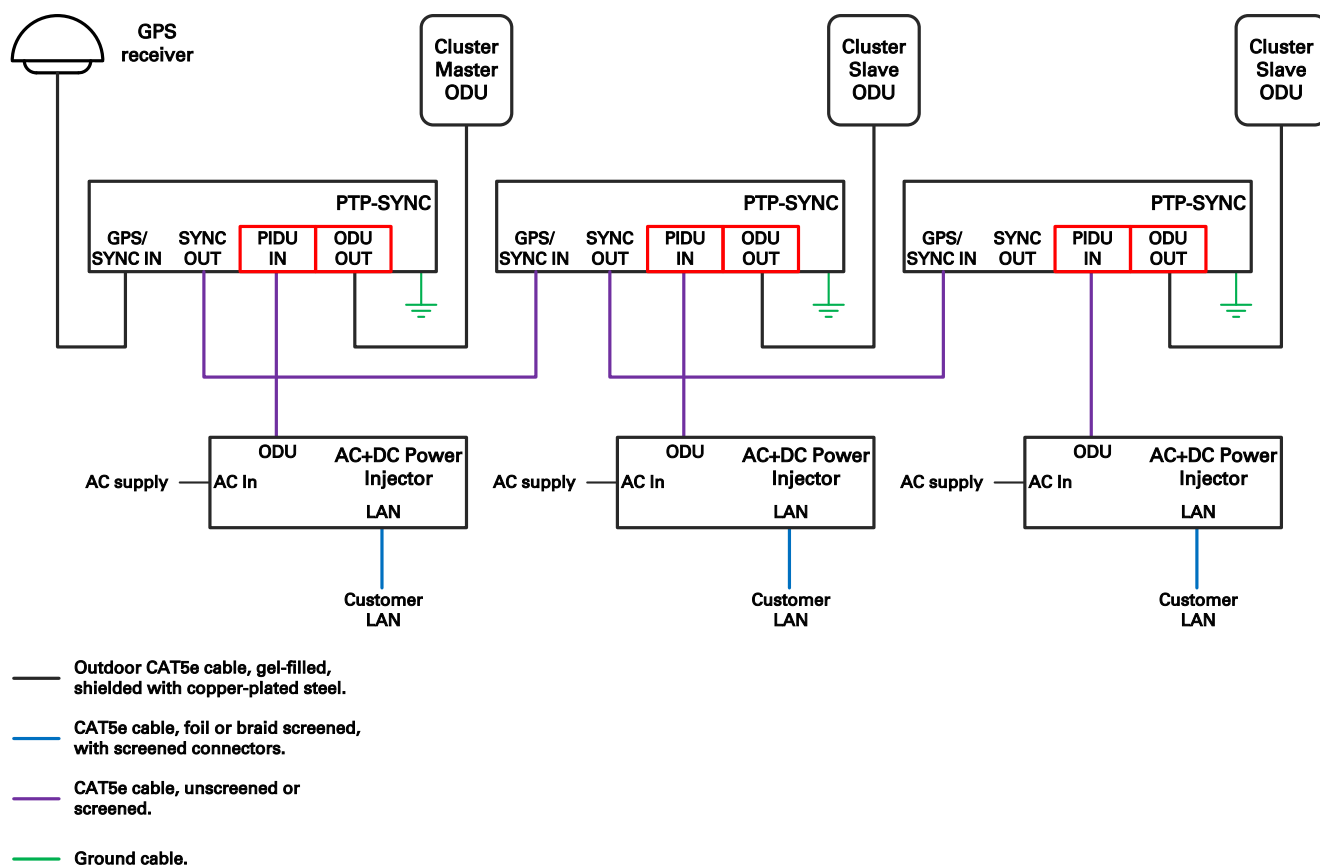 GPS
receiver
Cluster
Master
ODU
Cluster
Slave
ODU
Cluster
Slave
ODU
PTP-SYNC
GPS/
SYNC IN
SYNC
OUT
PIDU
IN
ODU
OUT
PTP-SYNC
GPS/
SYNC IN
SYNC
OUT
PIDU
IN
ODU
OUT
PTP-SYNC
GPS/
SYNC IN
SYNC
OUT
PIDU
IN
ODU
OUT
AC supply
AC In
ODU
AC+DC Power
Injector
LAN
AC supply
AC In
ODU
AC+DC Power
Injector
LAN
AC supply
AC In
ODU
AC+DC Power
Injector
LAN
Customer
LAN
Customer
LAN
Customer
LAN
Outdoor CAT5e cable, gel-filled,
shielded with copper-plated steel.
CAT5e cable, foil or braid screened,
with screened connectors.
CAT5e cable, unscreened or
screened.
Ground cable.